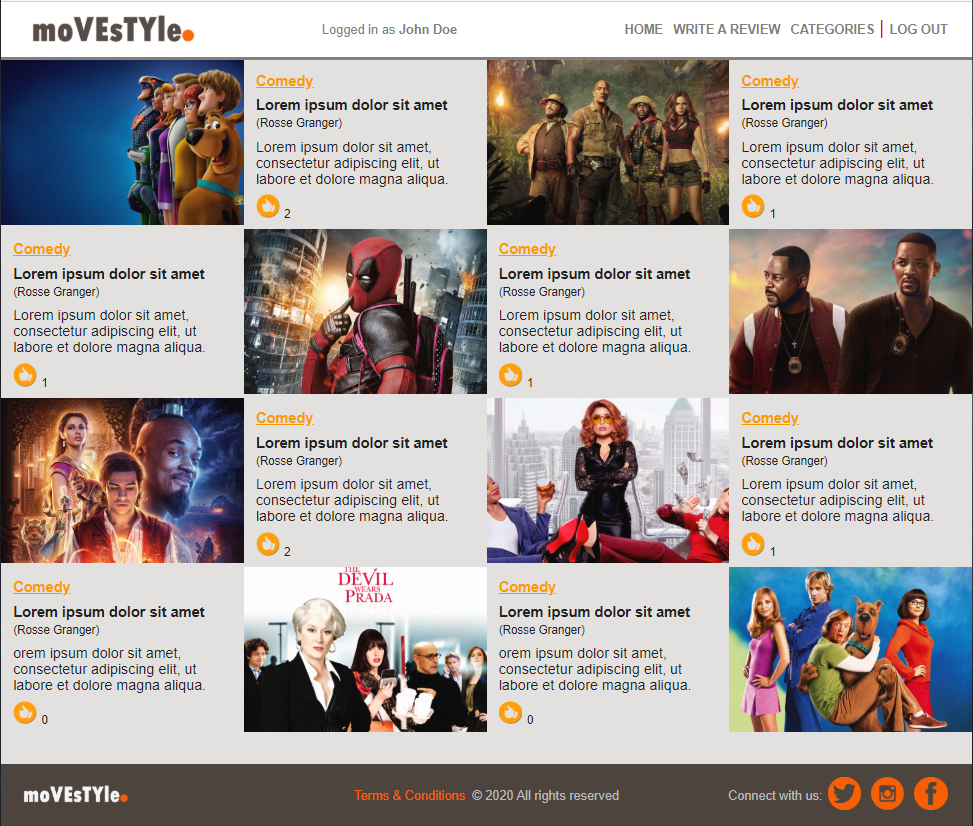 moVEsTYle.
Logged in as John Doe
HOME WRITE A REVIEW CATEGORIES | LOG OUT
Comedy
Lorem ipsum dolor sit amet
(Rosse Granger)
Lorem ipsum dolor sit amet,
consectetur adipiscing elit, ut
labore et dolore magna aliqua.
2
Comedy
Lorem ipsum dolor sit amet
(Rosse Granger)
Lorem ipsum dolor sit amet,
consectetur adipiscing elit, ut
labore et dolore magna aliqua.
1
Comedy
Lorem ipsum dolor sit amet
(Rosse Granger)
Lorem ipsum dolor sit amet,
consectetur adipiscing elit, ut
labore et dolore magna aliqua.
1
Comedy
Lorem ipsum dolor sit amet
(Rosse Granger)
Lorem ipsum dolor sit amet,
consectetur adipiscing elit, ut
labore et dolore magna aliqua.
1
Comedy
Lorem ipsum dolor sit amet
(Rosse Granger)
Lorem ipsum dolor sit amet,
consectetur adipiscing elit, ut
labore et dolore magna aliqua.
2
Comedy
Lorem ipsum dolor sit amet
(Rosse Granger)
Lorem ipsum dolor sit amet,
consectetur adipiscing elit, ut
labore et dolore magna aliqua.
1
Comedy
Lorem ipsum dolor sit amet
(Rosse Granger)
orem ipsum dolor sit amet,
consectetur adipiscing elit, ut
labore et dolore magna aliqua.
0
THE
DEVIL
WEARS
PRADA
Comedy
Lorem ipsum dolor sit amet
(Rosse Granger)
orem ipsum dolor sit amet,
consectetur adipiscing elit, ut
labore et dolore magna aliqua.
0
moVEsTYle.
Terms & Conditions © 2020 All rights reserved
Connect with us: